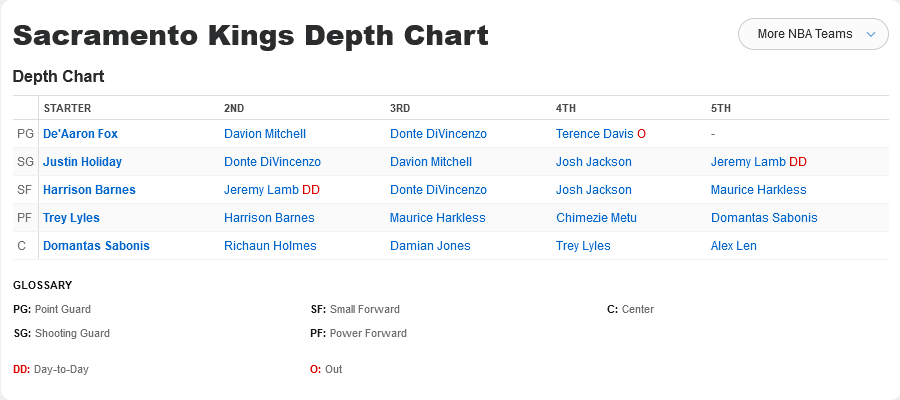 Sacramento Kings Depth Chart
More NBA Teams
Depth Chart
STARTER 2ND 3RD 4TH 5TH
PG De'Aaron Fox Davion Mitchell Donte DiVincenzo Terence Davis O -
SG Justin Holiday Donte DiVincenzo Davion Mitchell Josh Jackson Jeremy Lamb DD
SF Harrison Barnes Jeremy Lamb DD Donte DiVincenzo Josh Jackson Maurice Harkless
PF Trey Lyles Harrison Barnes Maurice Harkless Chimezie Metu Domantas Sabonis
C Domantas Sabonis Richaun Holmes Damian Jones Trey Lyles Alex Len
GLOSSARY
PG: Point Guard SF: Small Forward C: Center
SG: Shooting Guard PF: Power Forward
DD: Day-to-Day O: Out